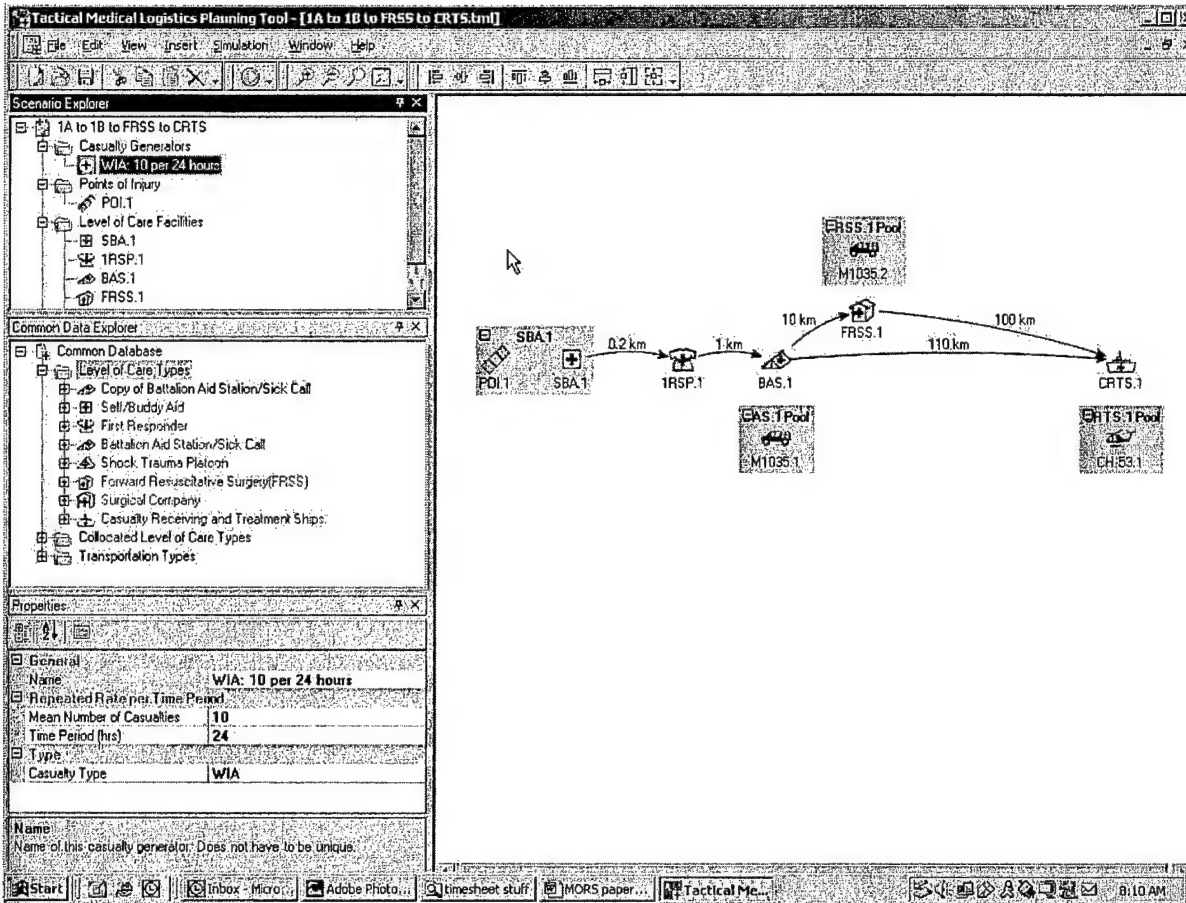 Tactical Medical Logistics Planning Tool - [1A to 1B to FRSS to CRTS.tml]
File Edit View Insert Simulation Window Help
Scenario Explorer
1A to 1B to FRSS to CRTS
Casualty Generators
WIA: 10 per 24 hours
Points of Injury
POI.1
Level of Care Facilities
SBA.1
1RSP.1
BAS.1
FRSS.1
Common Data Explorer
Common Database
Level of Care Types
Copy of Battalion Aid Station/Sick Call
Self/Buddy Aid
First Responder
Battalion Aid Station/Sick Call
Shock Trauma Platoon
Forward Resuscitative Surgery(FRSS)
Surgical Company
Casualty Receiving and Treatment Ships
Collocated Level of Care Types
Transportation Types
Properties
General
Name WIA: 10 per 24 hours
Repeated Rate per Time Period
Mean Number of Casualties 10
Time Period (hrs) 24
Type
Casualty Type WIA
Name
Name of this casualty generator. Does not have to be unique.
FRSS.1 Pool
M1035.2
SBA.1
POI.1
SBA.1
0.2 km
1RSP.1
1 km
BAS.1
10 km
FRSS.1
100 km
110 km
CRTS.1
BAS.1 Pool
M1035.1
CRTS.1 Pool
CH-53.1
Start
Inbox - Micro...
Adobe Photo...
timesheet stuff
MORS paper...
Tactical Me...
8:10 AM